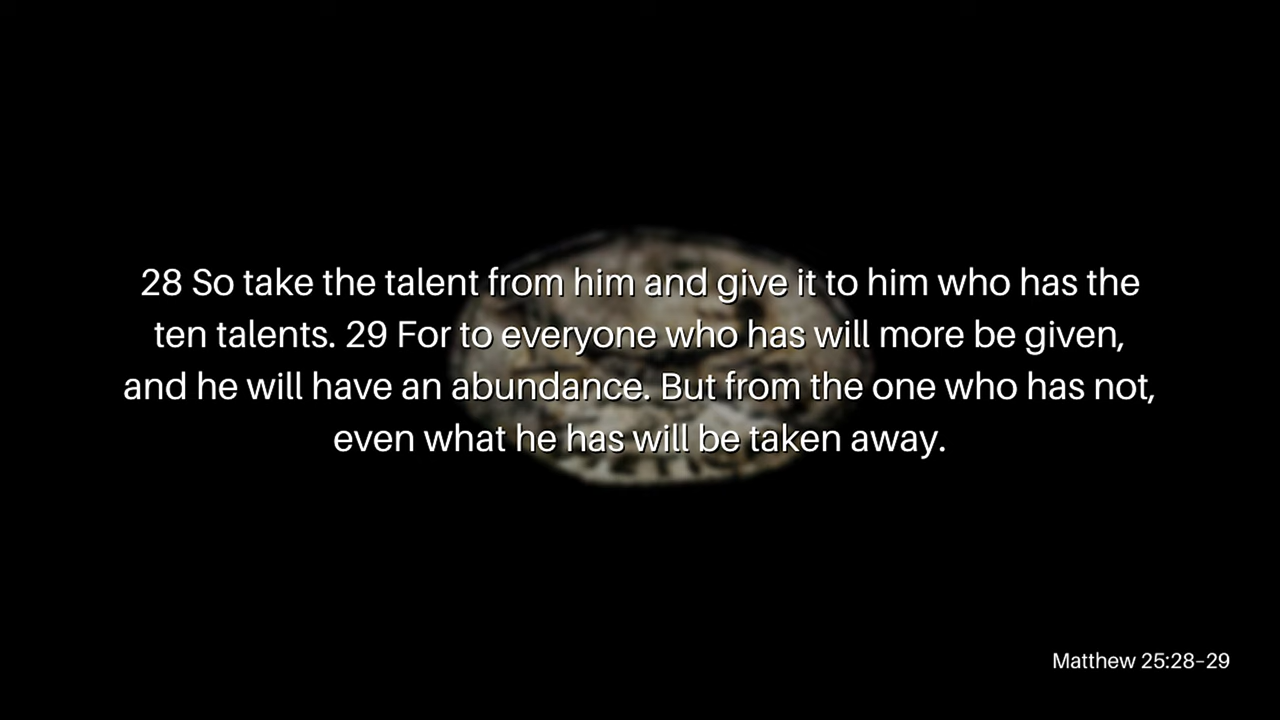 28 So take the talent from him and give it to him who has the
ten talents. 29 For to everyone who has will more be given,
and he will have an abundance. But from the one who has not,
even what he has will be taken away.
Matthew 25:28–29